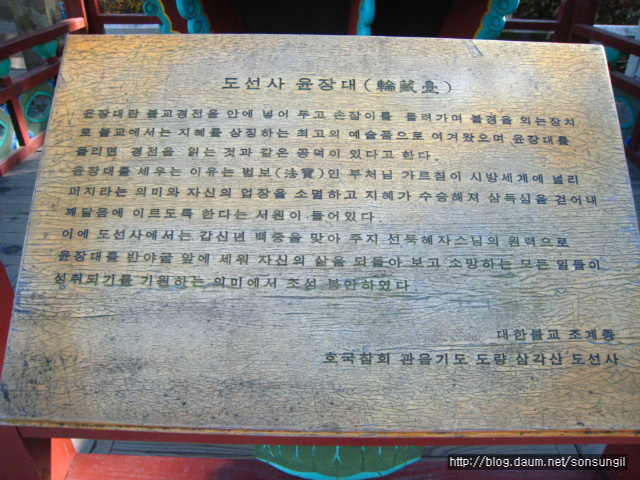 도선사 윤장대(輪藏臺)
윤장대란 불교경전을 안에 넣어 두고 손잡이를 돌려가며 불경을 외는장치
로 불교에서는 지혜를 상징하는 최고의 예술품으로 여겨왔으며 윤장대를
돌리면 경전을 읽는 것과 같은 공덕이 있다고 한다.
윤장대를 세우는 이유는 법보(法寶)인 부처님 가르침이 시방세계에 널리
퍼지라는 의미와 자신의 업장을 소멸하고 지혜가 수승해져 삼독심을 걷어내
깨달음에 이르도록 한다는 서원이 들어있다.
이에 도선사에서는 갑신년 백중을 맞아 주지 선묵혜자스님의 원력으로
윤장대를 반야굴 앞에 세워 자신의 삶을 되돌아 보고 소망하는 모든 일들이
성취되기를 기원하는 의미에서 조선 봉안하였다.
대한불교 조계종
호국참회 관음기도 도량 삼각산 도선사
http://blog.daum.net/sonsungil